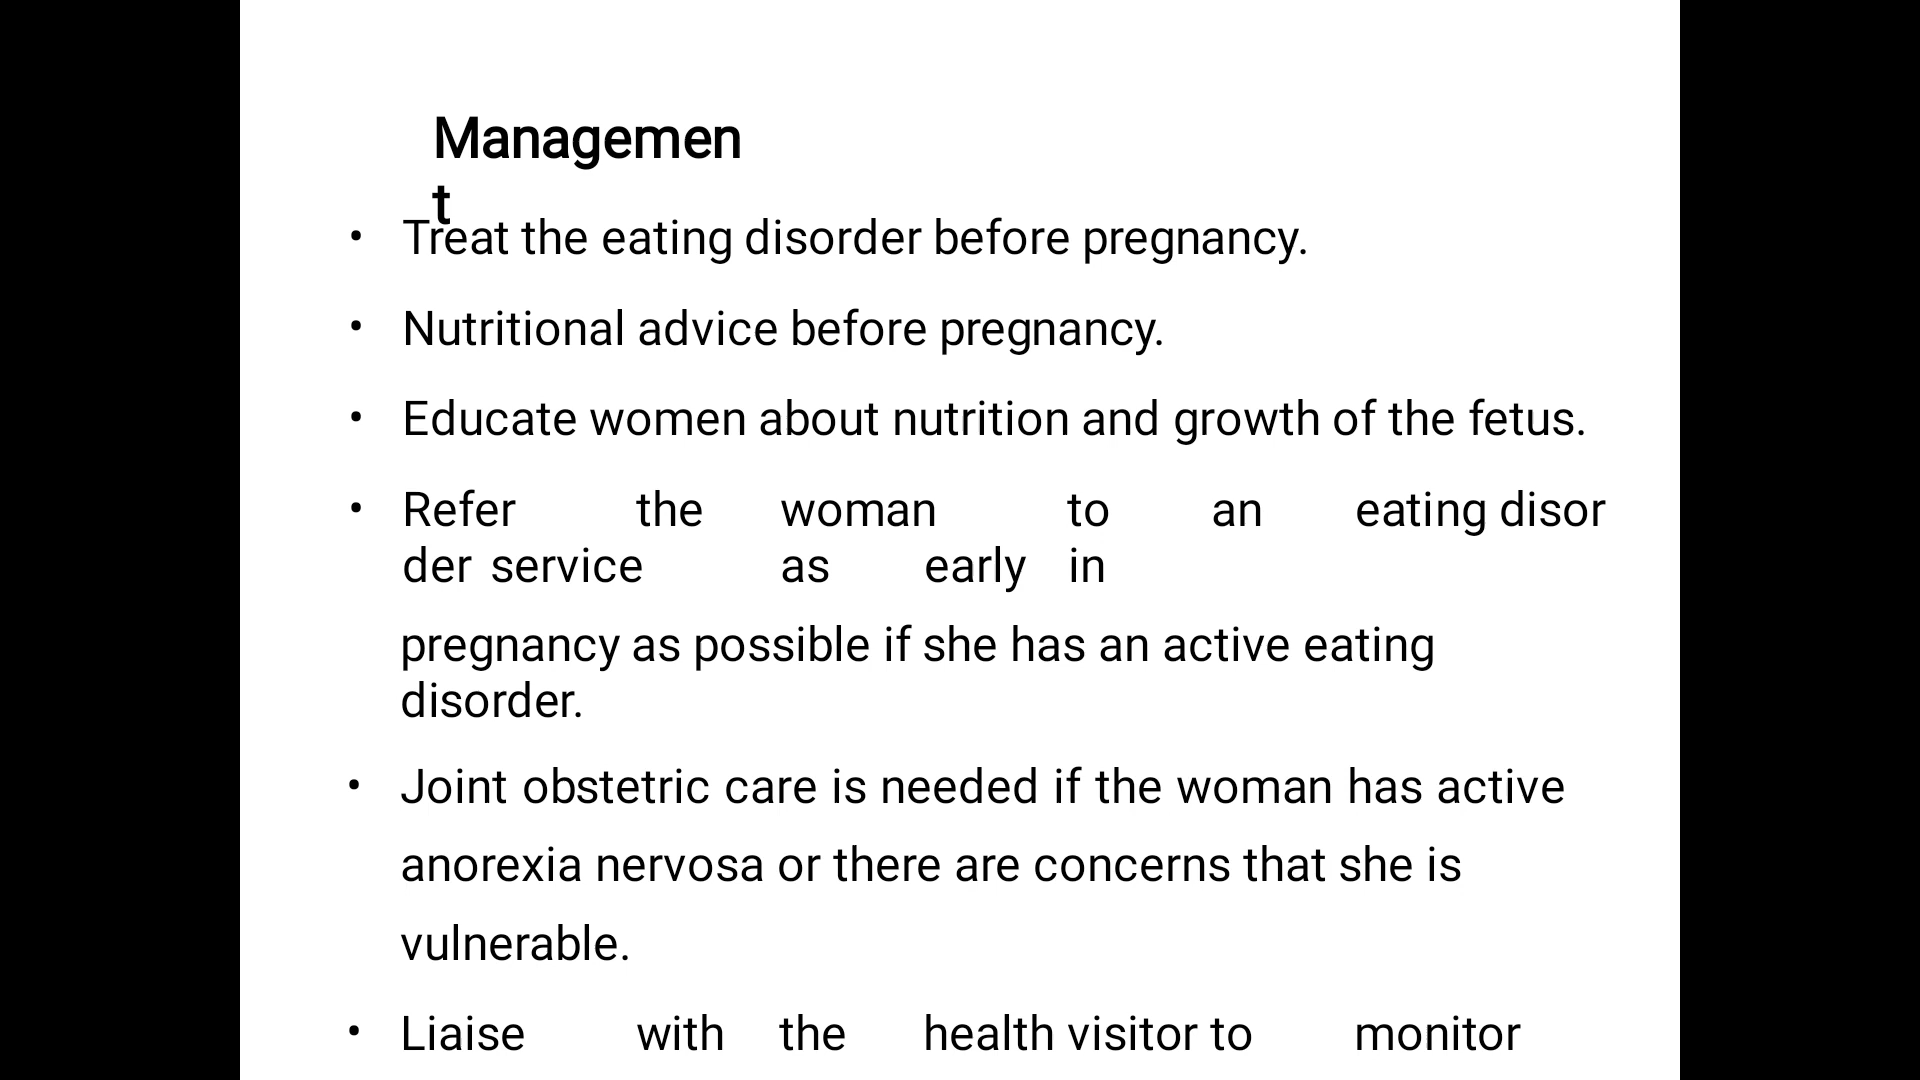 Managemen
t
• Treat the eating disorder before pregnancy.
• Nutritional advice before pregnancy.
• Educate women about nutrition and growth of the fetus.
• Refer the woman to an eating disor
der service as early in
pregnancy as possible if she has an active eating
disorder.
• Joint obstetric care is needed if the woman has active
anorexia nervosa or there are concerns that she is
vulnerable.
• Liaise with the health visitor to monitor